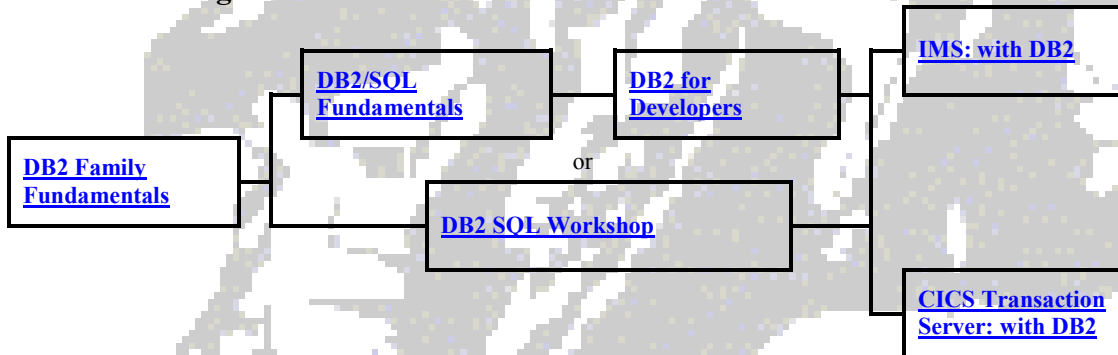 IMS: with DB2
DB2/SQL
Fundamentals
DB2 for
Developers
DB2 Family
Fundamentals
or
DB2 SQL Workshop
CICS Transaction
Server: with DB2